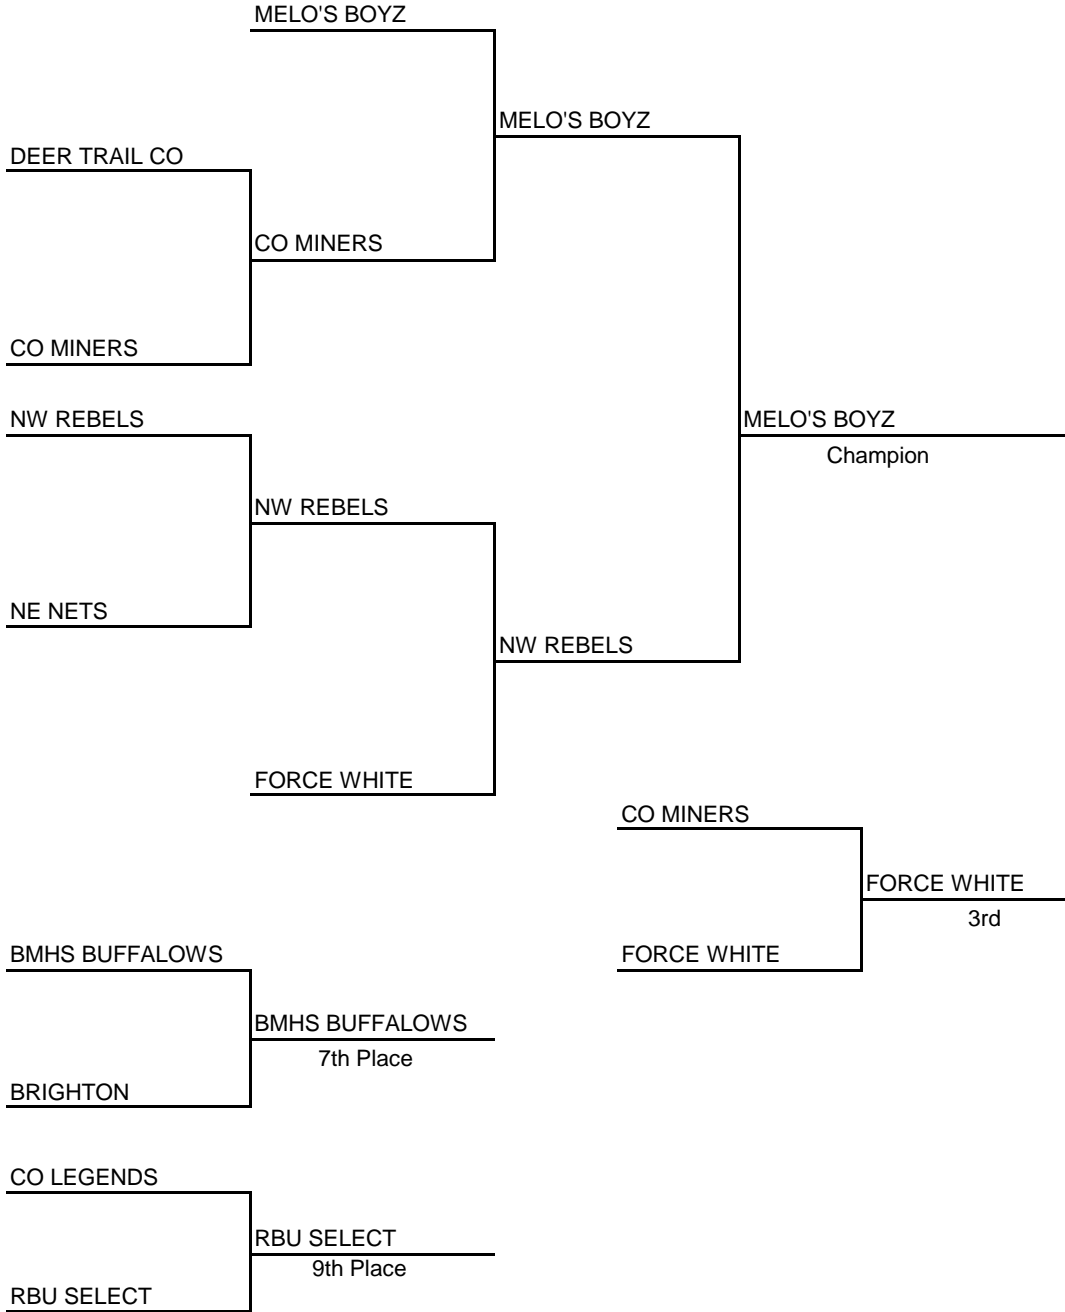 MELO'S BOYZ
MELO'S BOYZ
DEER TRAIL CO
CO MINERS
CO MINERS
NW REBELS
MELO'S BOYZ
Champion
NW REBELS
NE NETS
NW REBELS
FORCE WHITE
CO MINERS
FORCE WHITE
3rd
BMHS BUFFALOWS
FORCE WHITE
BMHS BUFFALOWS
7th Place
BRIGHTON
CO LEGENDS
RBU SELECT
9th Place
RBU SELECT